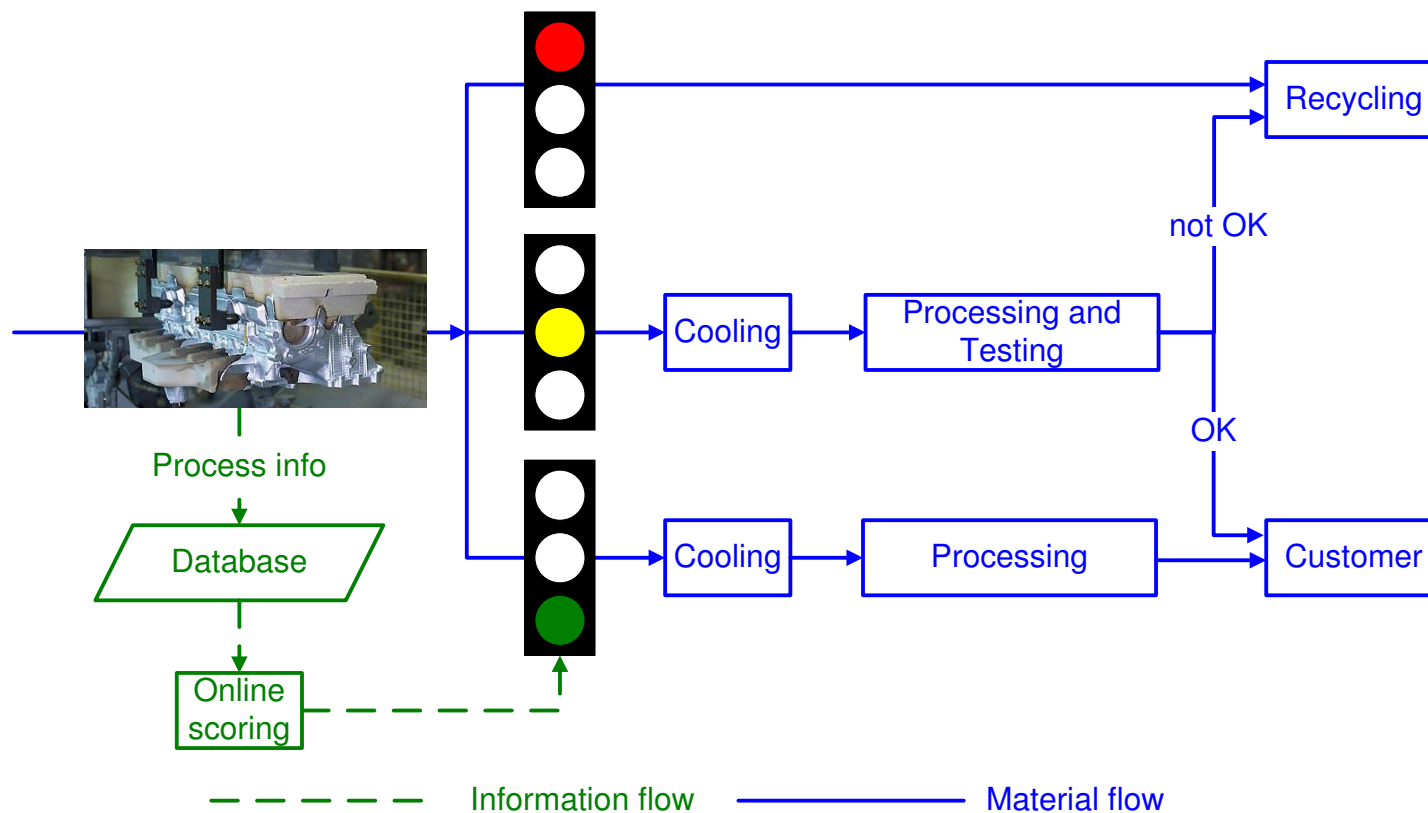 Recycling
not OK
Cooling
Processing and
Testing
OK
Process info
Database
Cooling
Processing
Customer
Online
scoring
Information flow
Material flow